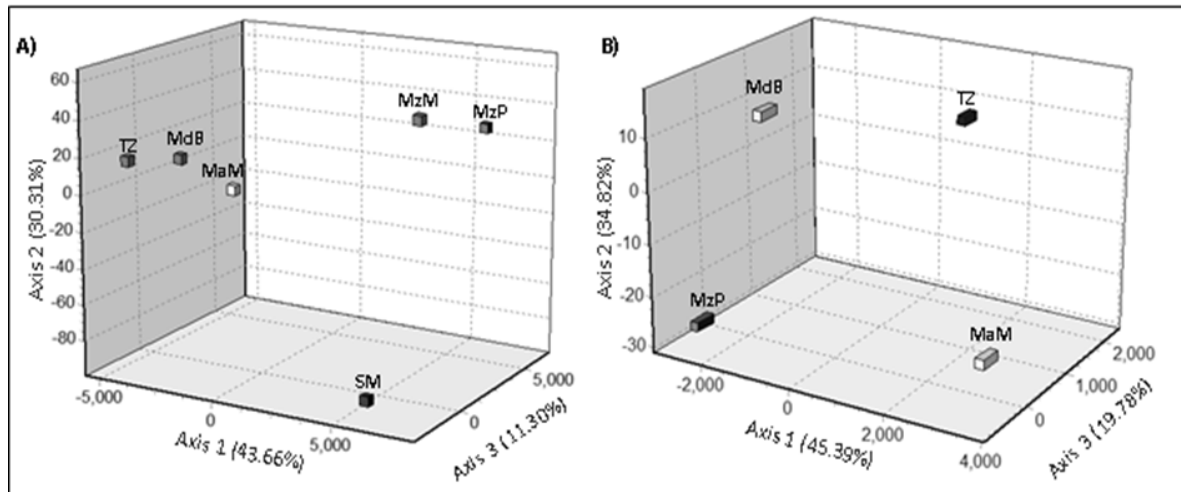 A)
60
40
20
0
-20
-40
-60
-80
Axis 2 (30.31%)
TZ
MdB
MaM
MzM
MzP
SM
-5,000
0
5,000
Axis 1 (43.66%)
0
5,000
Axis 3 (11.30%)
B)
10
0
-10
-20
-30
Axis 2 (34.82%)
MdB
TZ
MzP
MaM
-2,000
0
2,000
4,000
Axis 1 (45.39%)
0
1,000
2,000
Axis 3 (19.78%)